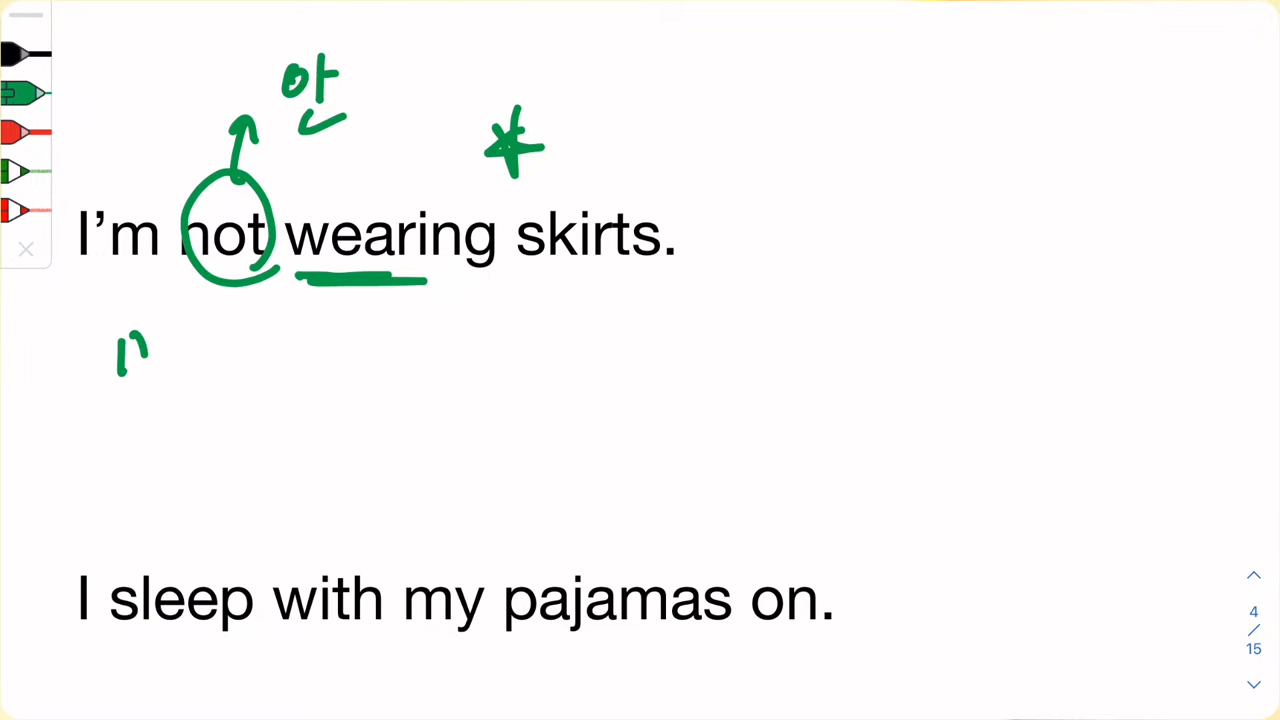 안
I'm not wearing skirts.
I sleep with my pajamas on.
4
/
15